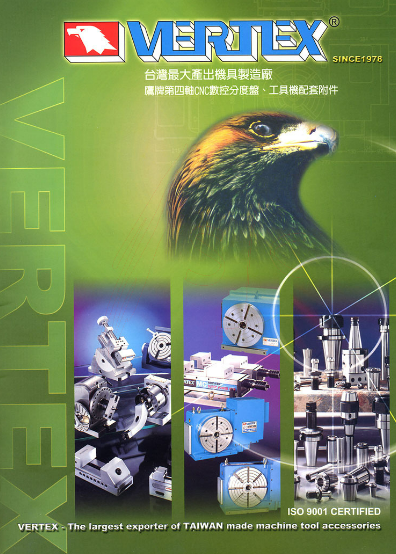 VERTEX®
SINCE1978
台灣最大產出機具製造廠
鷹牌第四軸CNC數控分度盤、工具機配套附件
VERTEX
ISO 9001 CERTIFIED
VERTEX - The largest exporter of TAIWAN made machine tool accessories